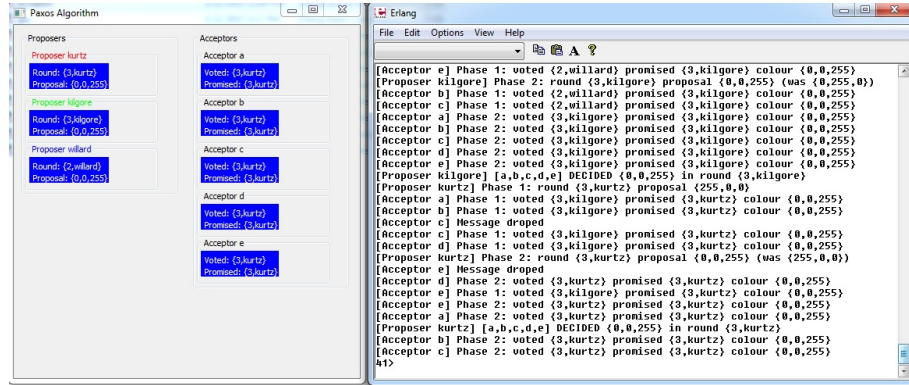 Paxos Algorithm
Proposers
Proposer kurtz
Round: {3,kurtz}
Proposal: {0,0,255}
Proposer kilgore
Round: {3,kilgore}
Proposal: {0,0,255}
Proposer willard
Round: {2,willard}
Proposal: {0,0,255}
Acceptors
Acceptor a
Voted: {3,kurtz}
Promised: {3,kurtz}
Acceptor b
Voted: {3,kurtz}
Promised: {3,kurtz}
Acceptor c
Voted: {3,kurtz}
Promised: {3,kurtz}
Acceptor d
Voted: {3,kurtz}
Promised: {3,kurtz}
Acceptor e
Voted: {3,kurtz}
Promised: {3,kurtz}
Erlang
File Edit Options View Help
[Acceptor e] Phase 1: voted {2,willard} promised {3,kilgore} colour {0,0,255}
[Proposer kilgore] Phase 2: round {3,kilgore} proposal {0,0,255} (was {0,255,0})
[Acceptor b] Phase 1: voted {2,willard} promised {3,kilgore} colour {0,0,255}
[Acceptor c] Phase 1: voted {2,willard} promised {3,kilgore} colour {0,0,255}
[Acceptor a] Phase 2: voted {3,kilgore} promised {3,kilgore} colour {0,0,255}
[Acceptor b] Phase 2: voted {3,kilgore} promised {3,kilgore} colour {0,0,255}
[Acceptor c] Phase 2: voted {3,kilgore} promised {3,kilgore} colour {0,0,255}
[Acceptor d] Phase 2: voted {3,kilgore} promised {3,kilgore} colour {0,0,255}
[Acceptor e] Phase 2: voted {3,kilgore} promised {3,kilgore} colour {0,0,255}
[Proposer kilgore] [a,b,c,d,e] DECIDED {0,0,255} in round {3,kilgore}
[Proposer kurtz] Phase 1: round {3,kurtz} proposal {255,0,0}
[Acceptor a] Phase 1: voted {3,kilgore} promised {3,kurtz} colour {0,0,255}
[Acceptor b] Phase 1: voted {3,kilgore} promised {3,kurtz} colour {0,0,255}
[Acceptor c] Message droped
[Acceptor c] Phase 1: voted {3,kilgore} promised {3,kurtz} colour {0,0,255}
[Acceptor d] Phase 1: voted {3,kilgore} promised {3,kurtz} colour {0,0,255}
[Proposer kurtz] Phase 2: round {3,kurtz} proposal {0,0,255} (was {255,0,0})
[Acceptor e] Message droped
[Acceptor d] Phase 2: voted {3,kurtz} promised {3,kurtz} colour {0,0,255}
[Acceptor e] Phase 1: voted {3,kilgore} promised {3,kurtz} colour {0,0,255}
[Acceptor e] Phase 2: voted {3,kurtz} promised {3,kurtz} colour {0,0,255}
[Acceptor a] Phase 2: voted {3,kurtz} promised {3,kurtz} colour {0,0,255}
[Proposer kurtz] [a,b,c,d,e] DECIDED {0,0,255} in round {3,kurtz}
[Acceptor b] Phase 2: voted {3,kurtz} promised {3,kurtz} colour {0,0,255}
[Acceptor c] Phase 2: voted {3,kurtz} promised {3,kurtz} colour {0,0,255}
41>